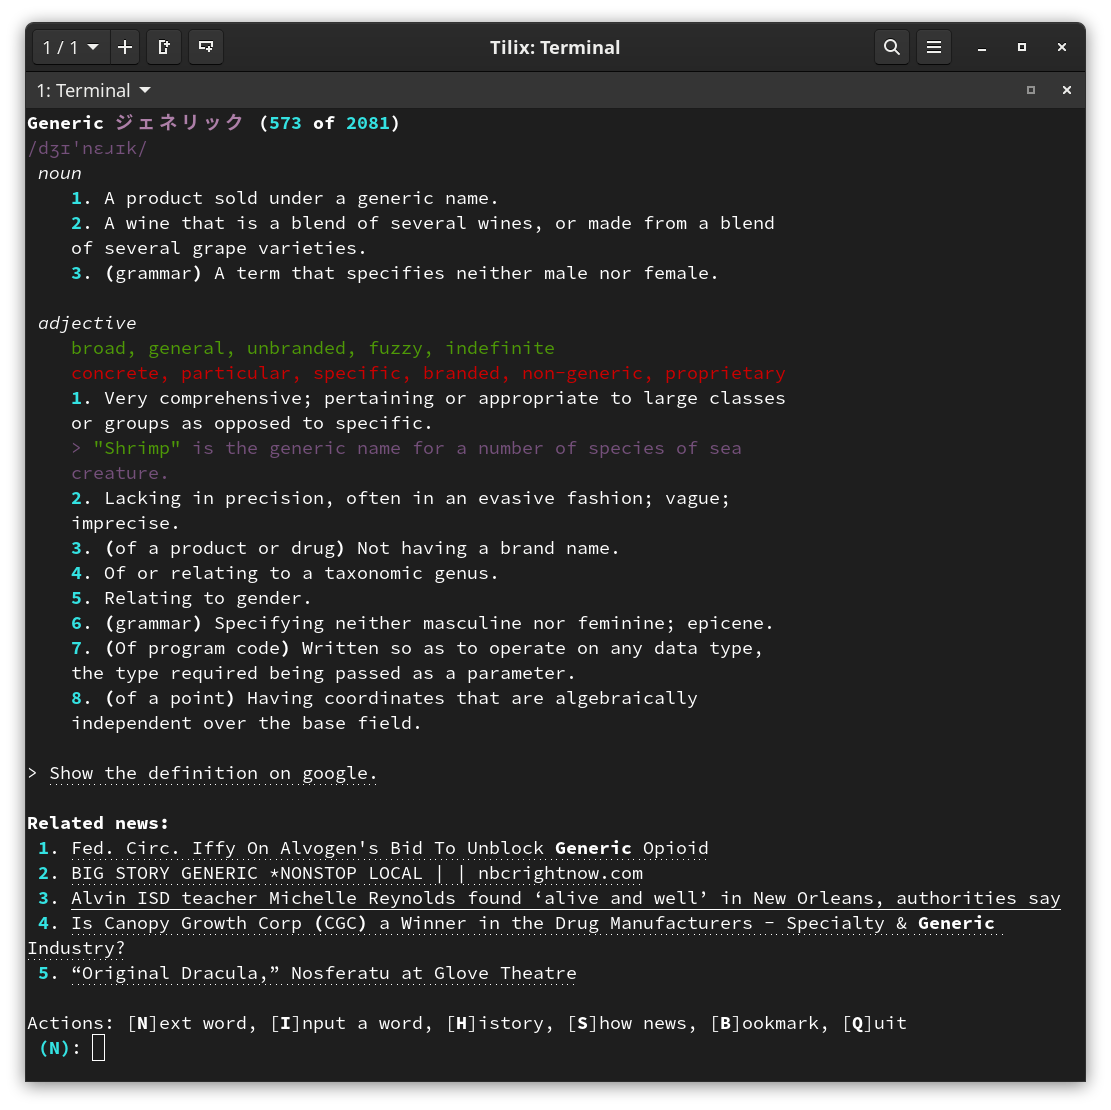 1 / 1
Tilix: Terminal
1: Terminal
Generic ジェネリック (573 of 2081)
/dʒɪˈnɛɹɪk/
noun
1. A product sold under a generic name.
2. A wine that is a blend of several wines, or made from a blend
of several grape varieties.
3. (grammar) A term that specifies neither male nor female.
adjective
broad, general, unbranded, fuzzy, indefinite
concrete, particular, specific, branded, non-generic, proprietary
1. Very comprehensive; pertaining or appropriate to large classes
or groups as opposed to specific.
> "Shrimp" is the generic name for a number of species of sea
creature.
2. Lacking in precision, often in an evasive fashion; vague;
imprecise.
3. (of a product or drug) Not having a brand name.
4. Of or relating to a taxonomic genus.
5. Relating to gender.
6. (grammar) Specifying neither masculine nor feminine; epicene.
7. (Of program code) Written so as to operate on any data type,
the type required being passed as a parameter.
8. (of a point) Having coordinates that are algebraically
independent over the base field.
> Show the definition on google.
Related news:
1. Fed. Circ. Iffy On Alvogen's Bid To Unblock Generic Opioid
2. BIG STORY GENERIC *NONSTOP LOCAL | | nbcrightnow.com
3. Alvin ISD teacher Michelle Reynolds found ‘alive and well’ in New Orleans, authorities say
4. Is Canopy Growth Corp (CGC) a Winner in the Drug Manufacturers - Specialty & Generic
Industry?
5. “Original Dracula,” Nosferatu at Glove Theatre
Actions: [N]ext word, [I]nput a word, [H]istory, [S]how news, [B]ookmark, [Q]uit
(N):